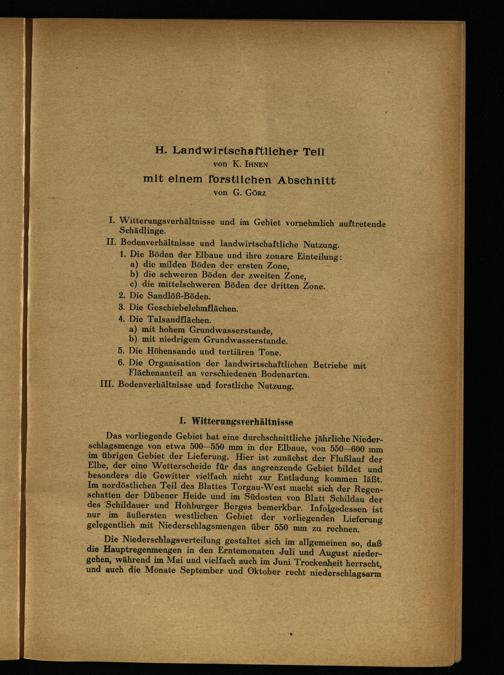 H. Landwirtschaftlicher Teil
von K. Ihnen
mit einem forstlichen Abschnitt
von G. Görz
I. Witterungsverhältnisse und im Gebiet vornehmlich auftretende
Schädlinge.
II. Bodenverhältnisse und landwirtschaftliche Nutzung.
1. Die Böden der Elbaue und ihre zonare Einteilung:
a) die milden Böden der ersten Zone,
b) die schweren Böden der zweiten Zone,
c) die mittelschweren Böden der dritten Zone.
2. Die Sandlöß-Böden.
3. Die Geschiebelehmflächen.
4. Die Talsandflächen.
a) mit hohem Grundwasserstande,
b) mit niedrigem Grundwasserstande.
5. Die Höhensande und tertiären Tone.
6. Die Organisation der landwirtschaftlichen Betriebe mit
Flächenanteil an verschiedenen Bodenarten.
III. Bodenverhältnisse und forstliche Nutzung.
I. Witterungsverhältnisse
Das vorliegende Gebiet hat eine durchschnittliche jährliche Nieder-
schlagsmenge von etwa 500—550 mm in der Elbaue, von 550—600 mm
im übrigen Gebiet der Lieferung. Hier ist zunächst der Flußlauf der
Elbe, der eine Wetterscheide für das angrenzende Gebiet bildet und
besonders die Gewitter vielfach nicht zur Entladung kommen läßt.
Im nordöstlichen Teil des Blattes Torgau-West macht sich der Regen-
schatten der Dübener Heide und im Südosten von Blatt Schildau der
des Schildauer und Hohburger Berges bemerkbar. Infolgedessen ist
nur im äußersten westlichen Gebiet der vorliegenden Lieferung
gelegentlich mit Niederschlagsmengen über 550 mm zu rechnen.
Die Niederschlagsverteilung gestaltet sich im allgemeinen so, daß
die Hauptregenmengen in den Erntemonaten Juli und August nieder-
gehen, während im Mai und vielfach auch im Juni Trockenheit herrscht,
und auch die Monate September und Oktober recht niederschlagsarm